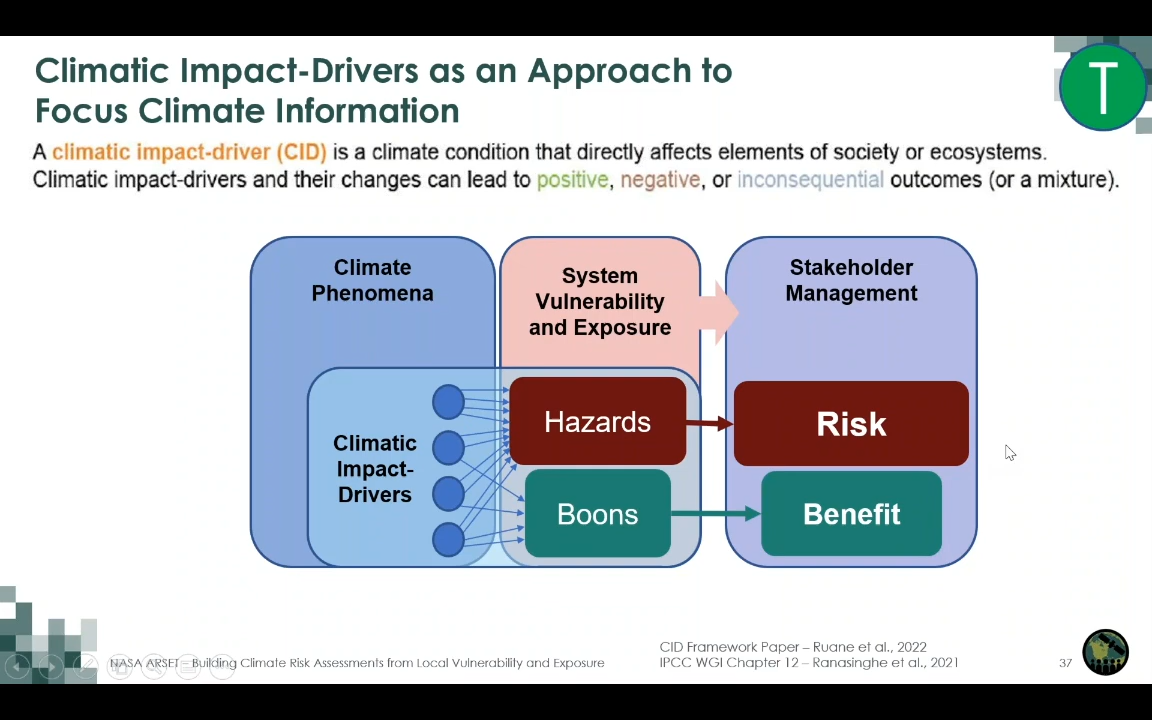 Climatic Impact-Drivers as an Approach to
Focus Climate Information
T
A climatic impact-driver (CID) is a climate condition that directly affects elements of society or ecosystems.
Climatic impact-drivers and their changes can lead to positive, negative, or inconsequential outcomes (or a mixture).
Climate
Phenomena
System
Vulnerability
and Exposure
Stakeholder
Management
Climatic
Impact-
Drivers
Hazards
Risk
Boons
Benefit
NASA ARSET – Building Climate Risk Assessments from Local Vulnerability and Exposure
CID Framework Paper – Ruane et al., 2022
IPCC WGI Chapter 12 – Ranasinghe et al., 2021
37